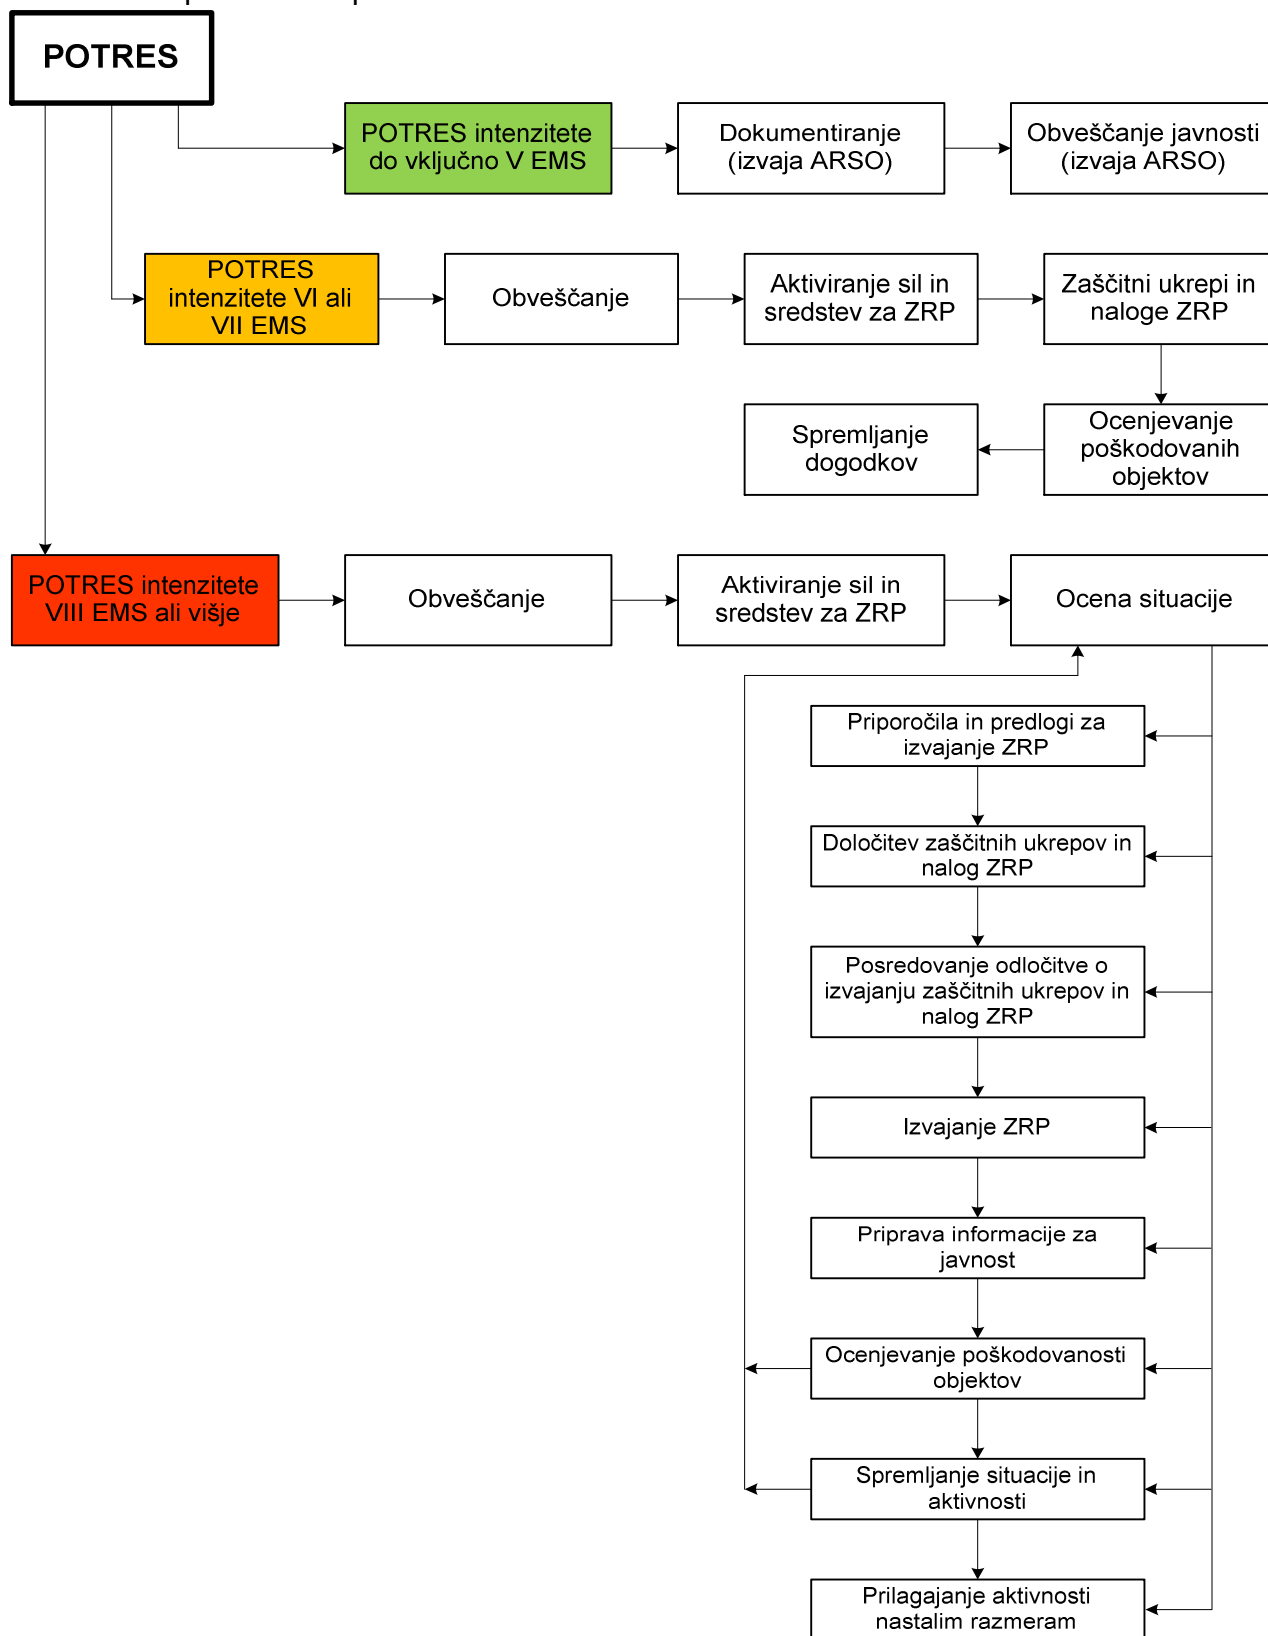 POTRES
POTRES intenzitete
do vključno V EMS
Dokumentiranje
(izvaja ARSO)
Obveščanje javnosti
(izvaja ARSO)
POTRES
intenzitete VI ali
VII EMS
Obveščanje
Aktiviranje sil in
sredstev za ZRP
Zaščitni ukrepi in
naloge ZRP
Spremljanje
dogodkov
Ocenjevanje
poškodovanih
objektov
POTRES intenzitete
VIII EMS ali višje
Obveščanje
Aktiviranje sil in
sredstev za ZRP
Ocena situacije
Priporočila in predlogi za
izvajanje ZRP
Določitev zaščitnih ukrepov in
nalog ZRP
Posredovanje odločitve o
izvajanju zaščitnih ukrepov in
nalog ZRP
Izvajanje ZRP
Priprava informacije za
javnost
Ocenjevanje poškodovanosti
objektov
Spremljanje situacije in
aktivnosti
Prilagajanje aktivnosti
nastalim razmeram